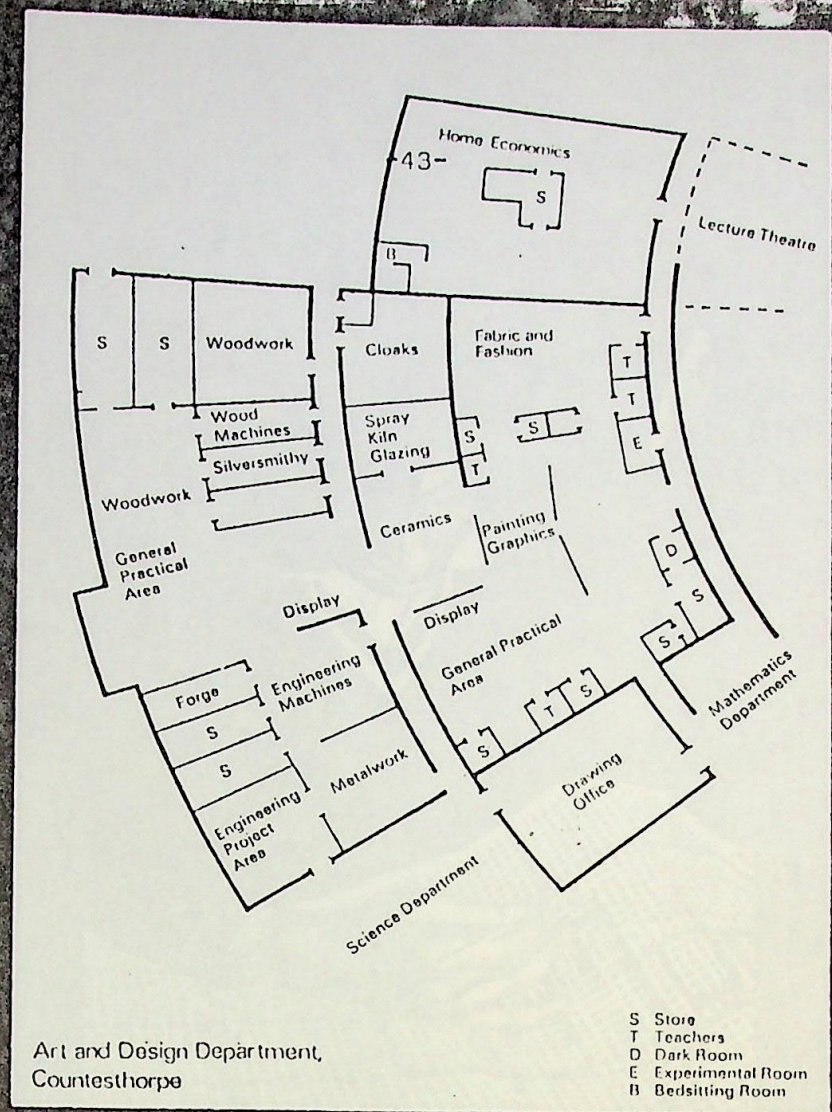 Home Economics
-43-
S
B
Lecture Theatre
S
S
Woodwork
Cloaks
Fabric and
Fashion
T
T
Wood
Machines
Spray
Kiln
Glazing
S
S
E
Silversmithy
T
Woodwork
Ceramics
Painting
Graphics
General
Practical
Area
D
S
Display
Display
S
General Practical
Area
Engineering
Machines
Forge
S
S
T
S
S
Mathematics
Department
Metalwork
Drawing
Office
Engineering
Project
Area
Science Department
S Store
T Teachers
D Dark Room
E Experimental Room
B Bedsitting Room
Art and Design Department,
Countesthorpe